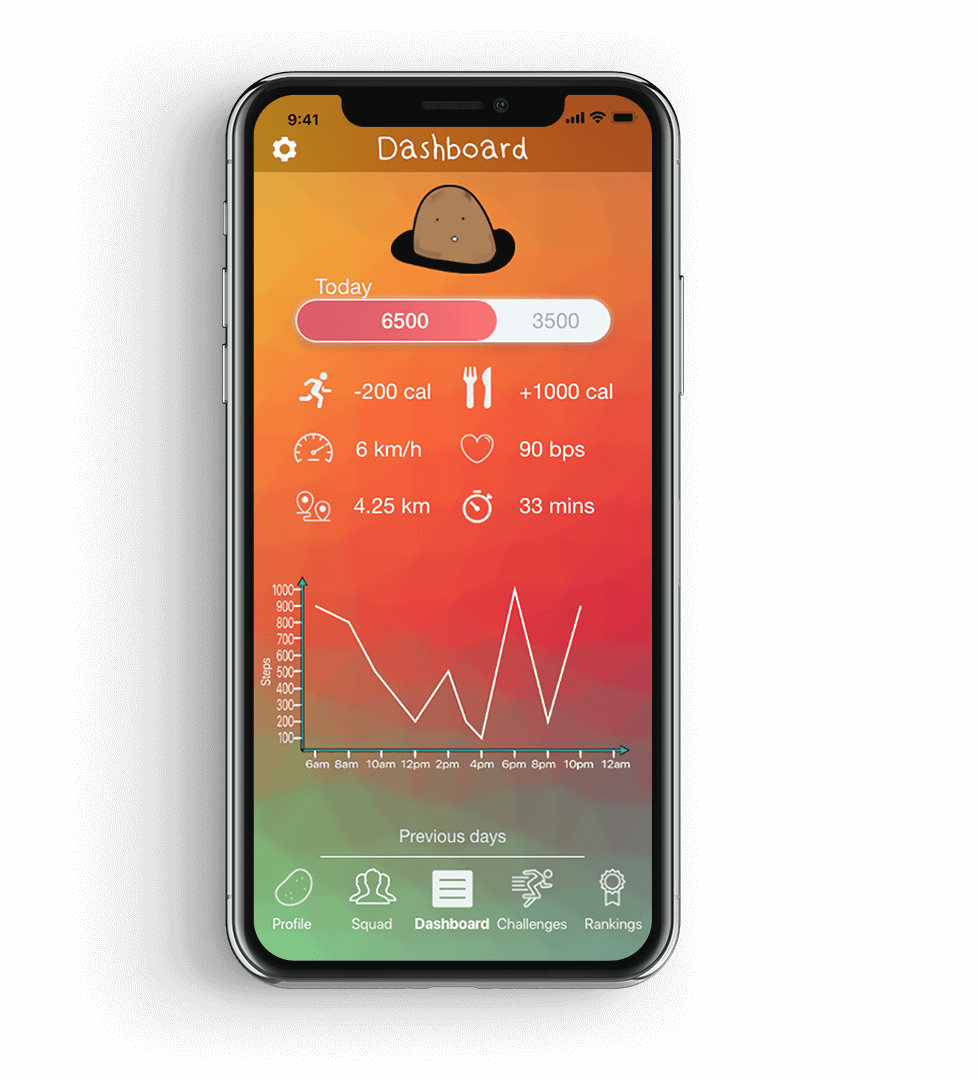 9:41
Dashboard
Today
6500 3500
-200 cal +1000 cal
6 km/h 90 bps
4.25 km 33 mins
1000
900
800
700
600
500
400
300
200
100
Steps
6am 8am 10am 12pm 2pm 4pm 6pm 8pm 10pm 12am
Previous days
Profile Squad Dashboard Challenges Rankings